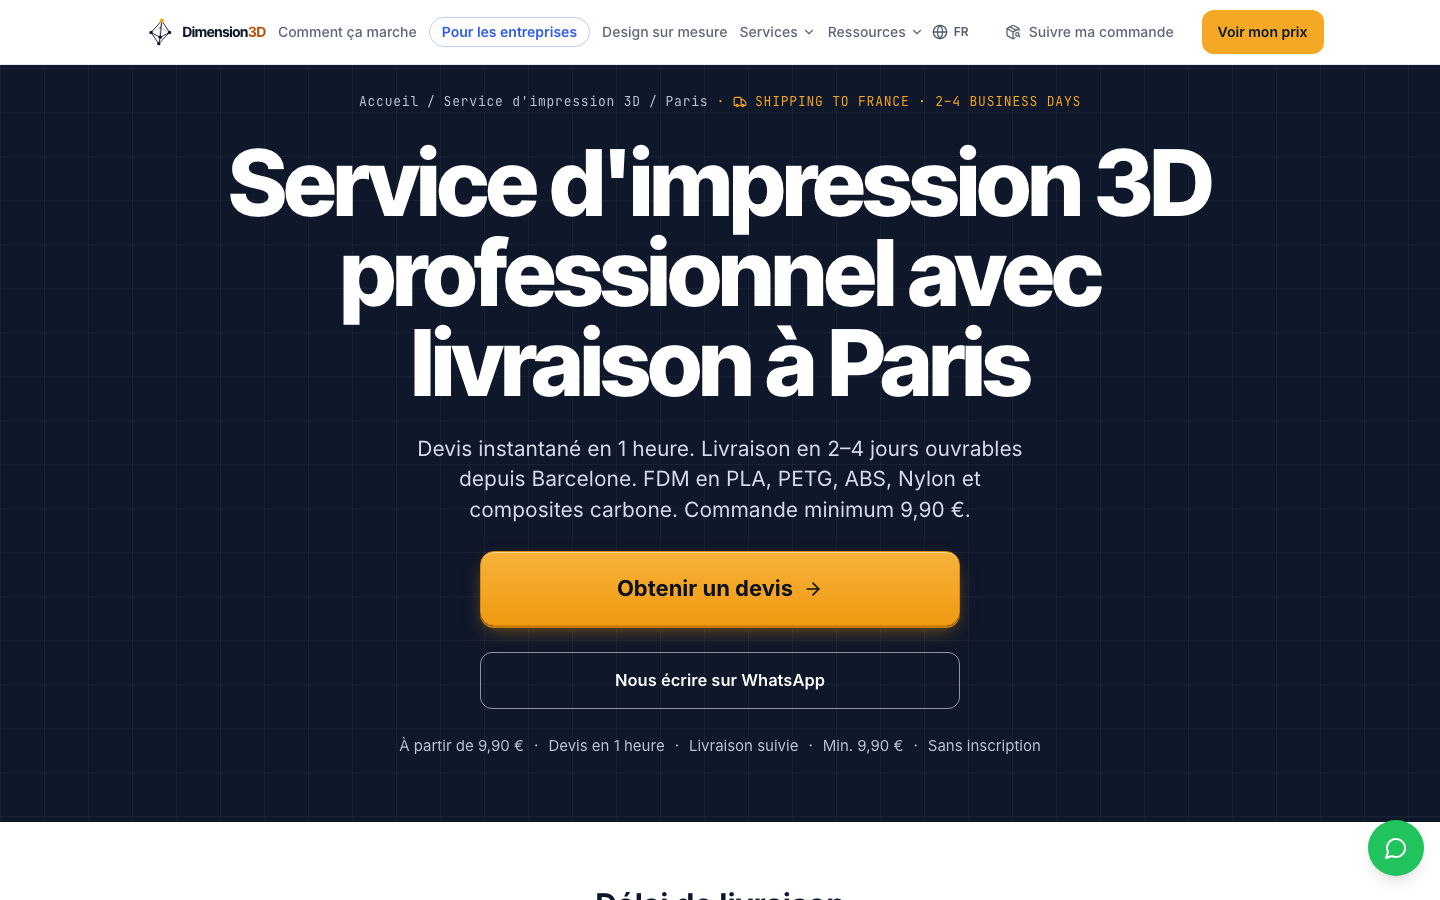 Dimension3D Comment ça marche Pour les entreprises Design sur mesure Services Ressources FR Suivre ma commande Voir mon prix
Accueil / Service d'impression 3D / Paris · SHIPPING TO FRANCE · 2–4 BUSINESS DAYS
Service d'impression 3D
professionnel avec
livraison à Paris
Devis instantané en 1 heure. Livraison en 2–4 jours ouvrables
depuis Barcelone. FDM en PLA, PETG, ABS, Nylon et
composites carbone. Commande minimum 9,90 €.
Obtenir un devis →
Nous écrire sur WhatsApp
À partir de 9,90 € · Devis en 1 heure · Livraison suivie · Min. 9,90 € · Sans inscription
Délai de livraison